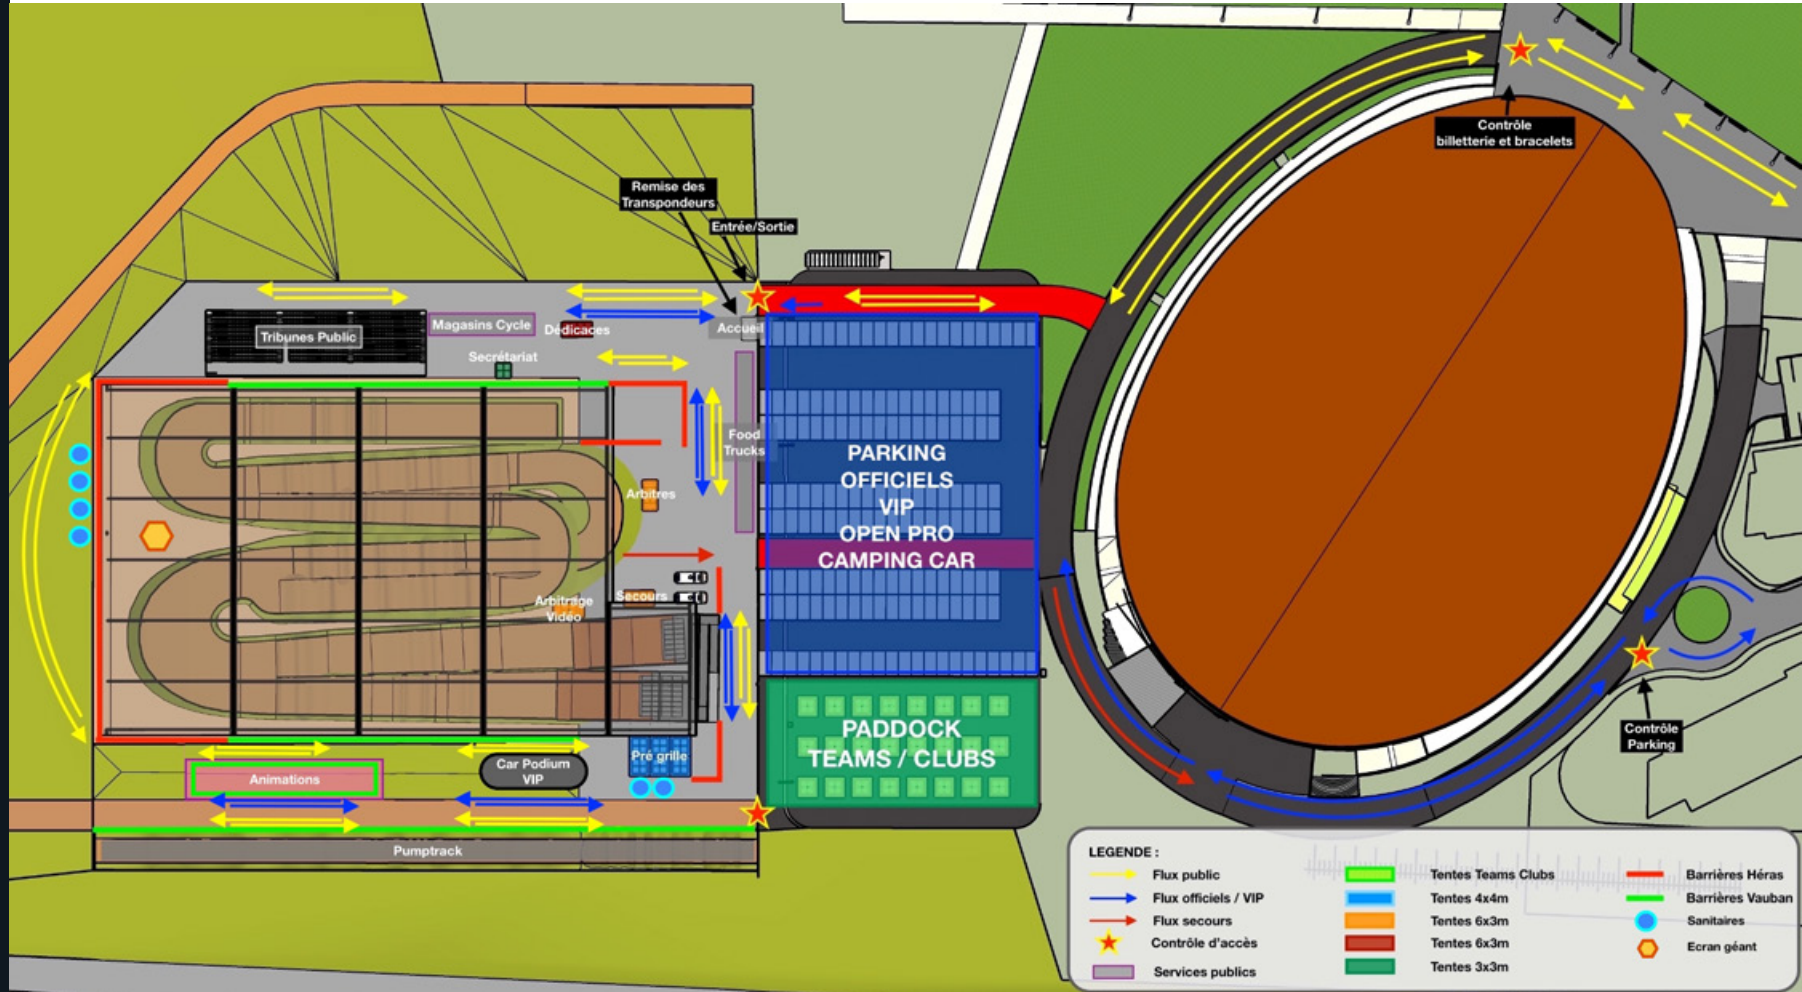 Contrôle
billetterie et bracelets
Remise des
Transpondeurs
Entrée/Sortie
Tribunes Public
Magasins Cycle
Dédicaces
Accueil
Secrétariat
Food
Trucks
PARKING
OFFICIELS
VIP
OPEN PRO
CAMPING CAR
Arbitres
Arbitrage
Vidéo
Secours
PADDOCK
TEAMS / CLUBS
Contrôle
Parking
Pré grille
Car Podium
VIP
Animations
Pumptrack
LEGENDE :
Flux public
Flux officiels / VIP
Flux secours
Contrôle d'accès
Services publics
Tentes Teams Clubs
Tentes 4x4m
Tentes 6x3m
Tentes 6x3m
Tentes 3x3m
Barrières Héras
Barrières Vauban
Sanitaires
Ecran géant